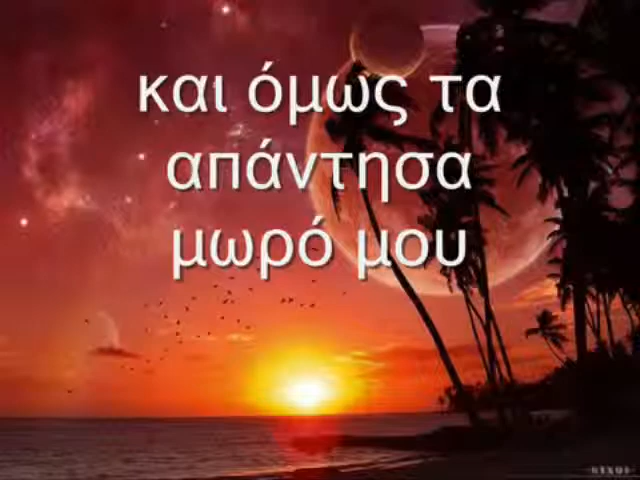 και όμως τα
απάντησα
μωρό μου